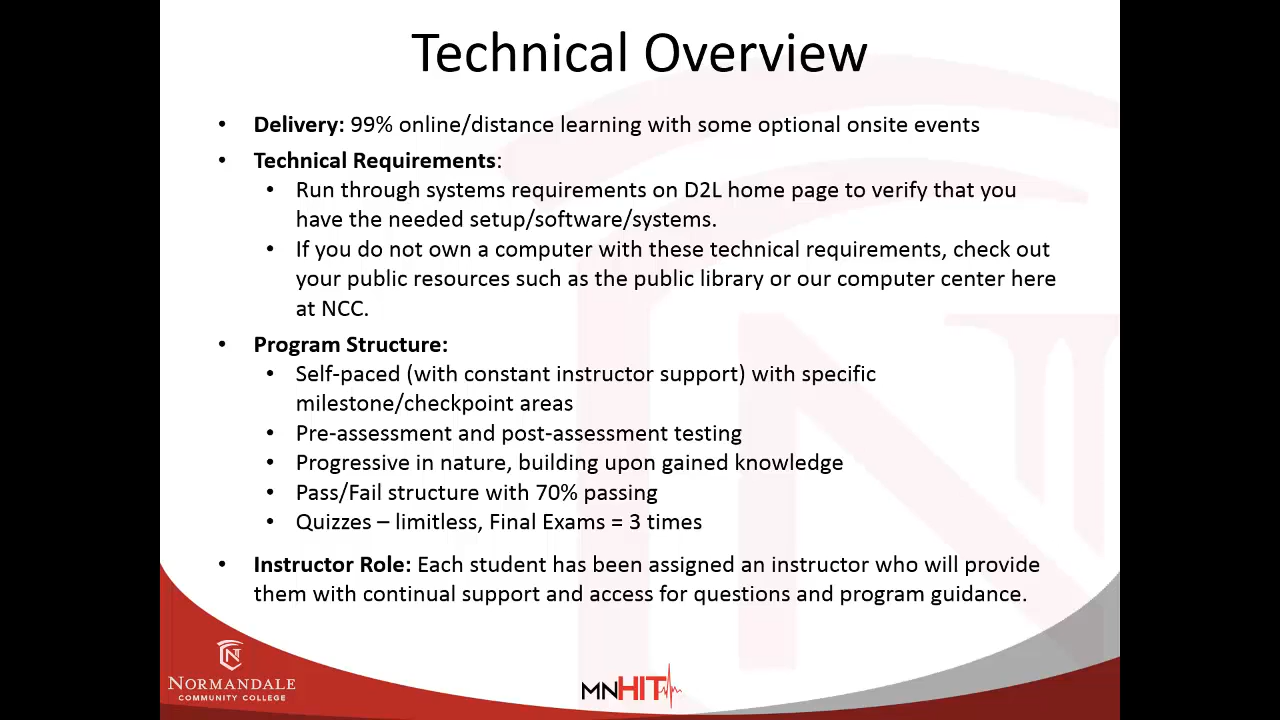 Technical Overview
• Delivery: 99% online/distance learning with some optional onsite events
• Technical Requirements:
• Run through systems requirements on D2L home page to verify that you
have the needed setup/software/systems.
• If you do not own a computer with these technical requirements, check out
your public resources such as the public library or our computer center here
at NCC.
• Program Structure:
• Self-paced (with constant instructor support) with specific
milestone/checkpoint areas
• Pre-assessment and post-assessment testing
• Progressive in nature, building upon gained knowledge
• Pass/Fail structure with 70% passing
• Quizzes – limitless, Final Exams = 3 times
• Instructor Role: Each student has been assigned an instructor who will provide
them with continual support and access for questions and program guidance.
NORMANDALE
COMMUNITY COLLEGE
MNHIT